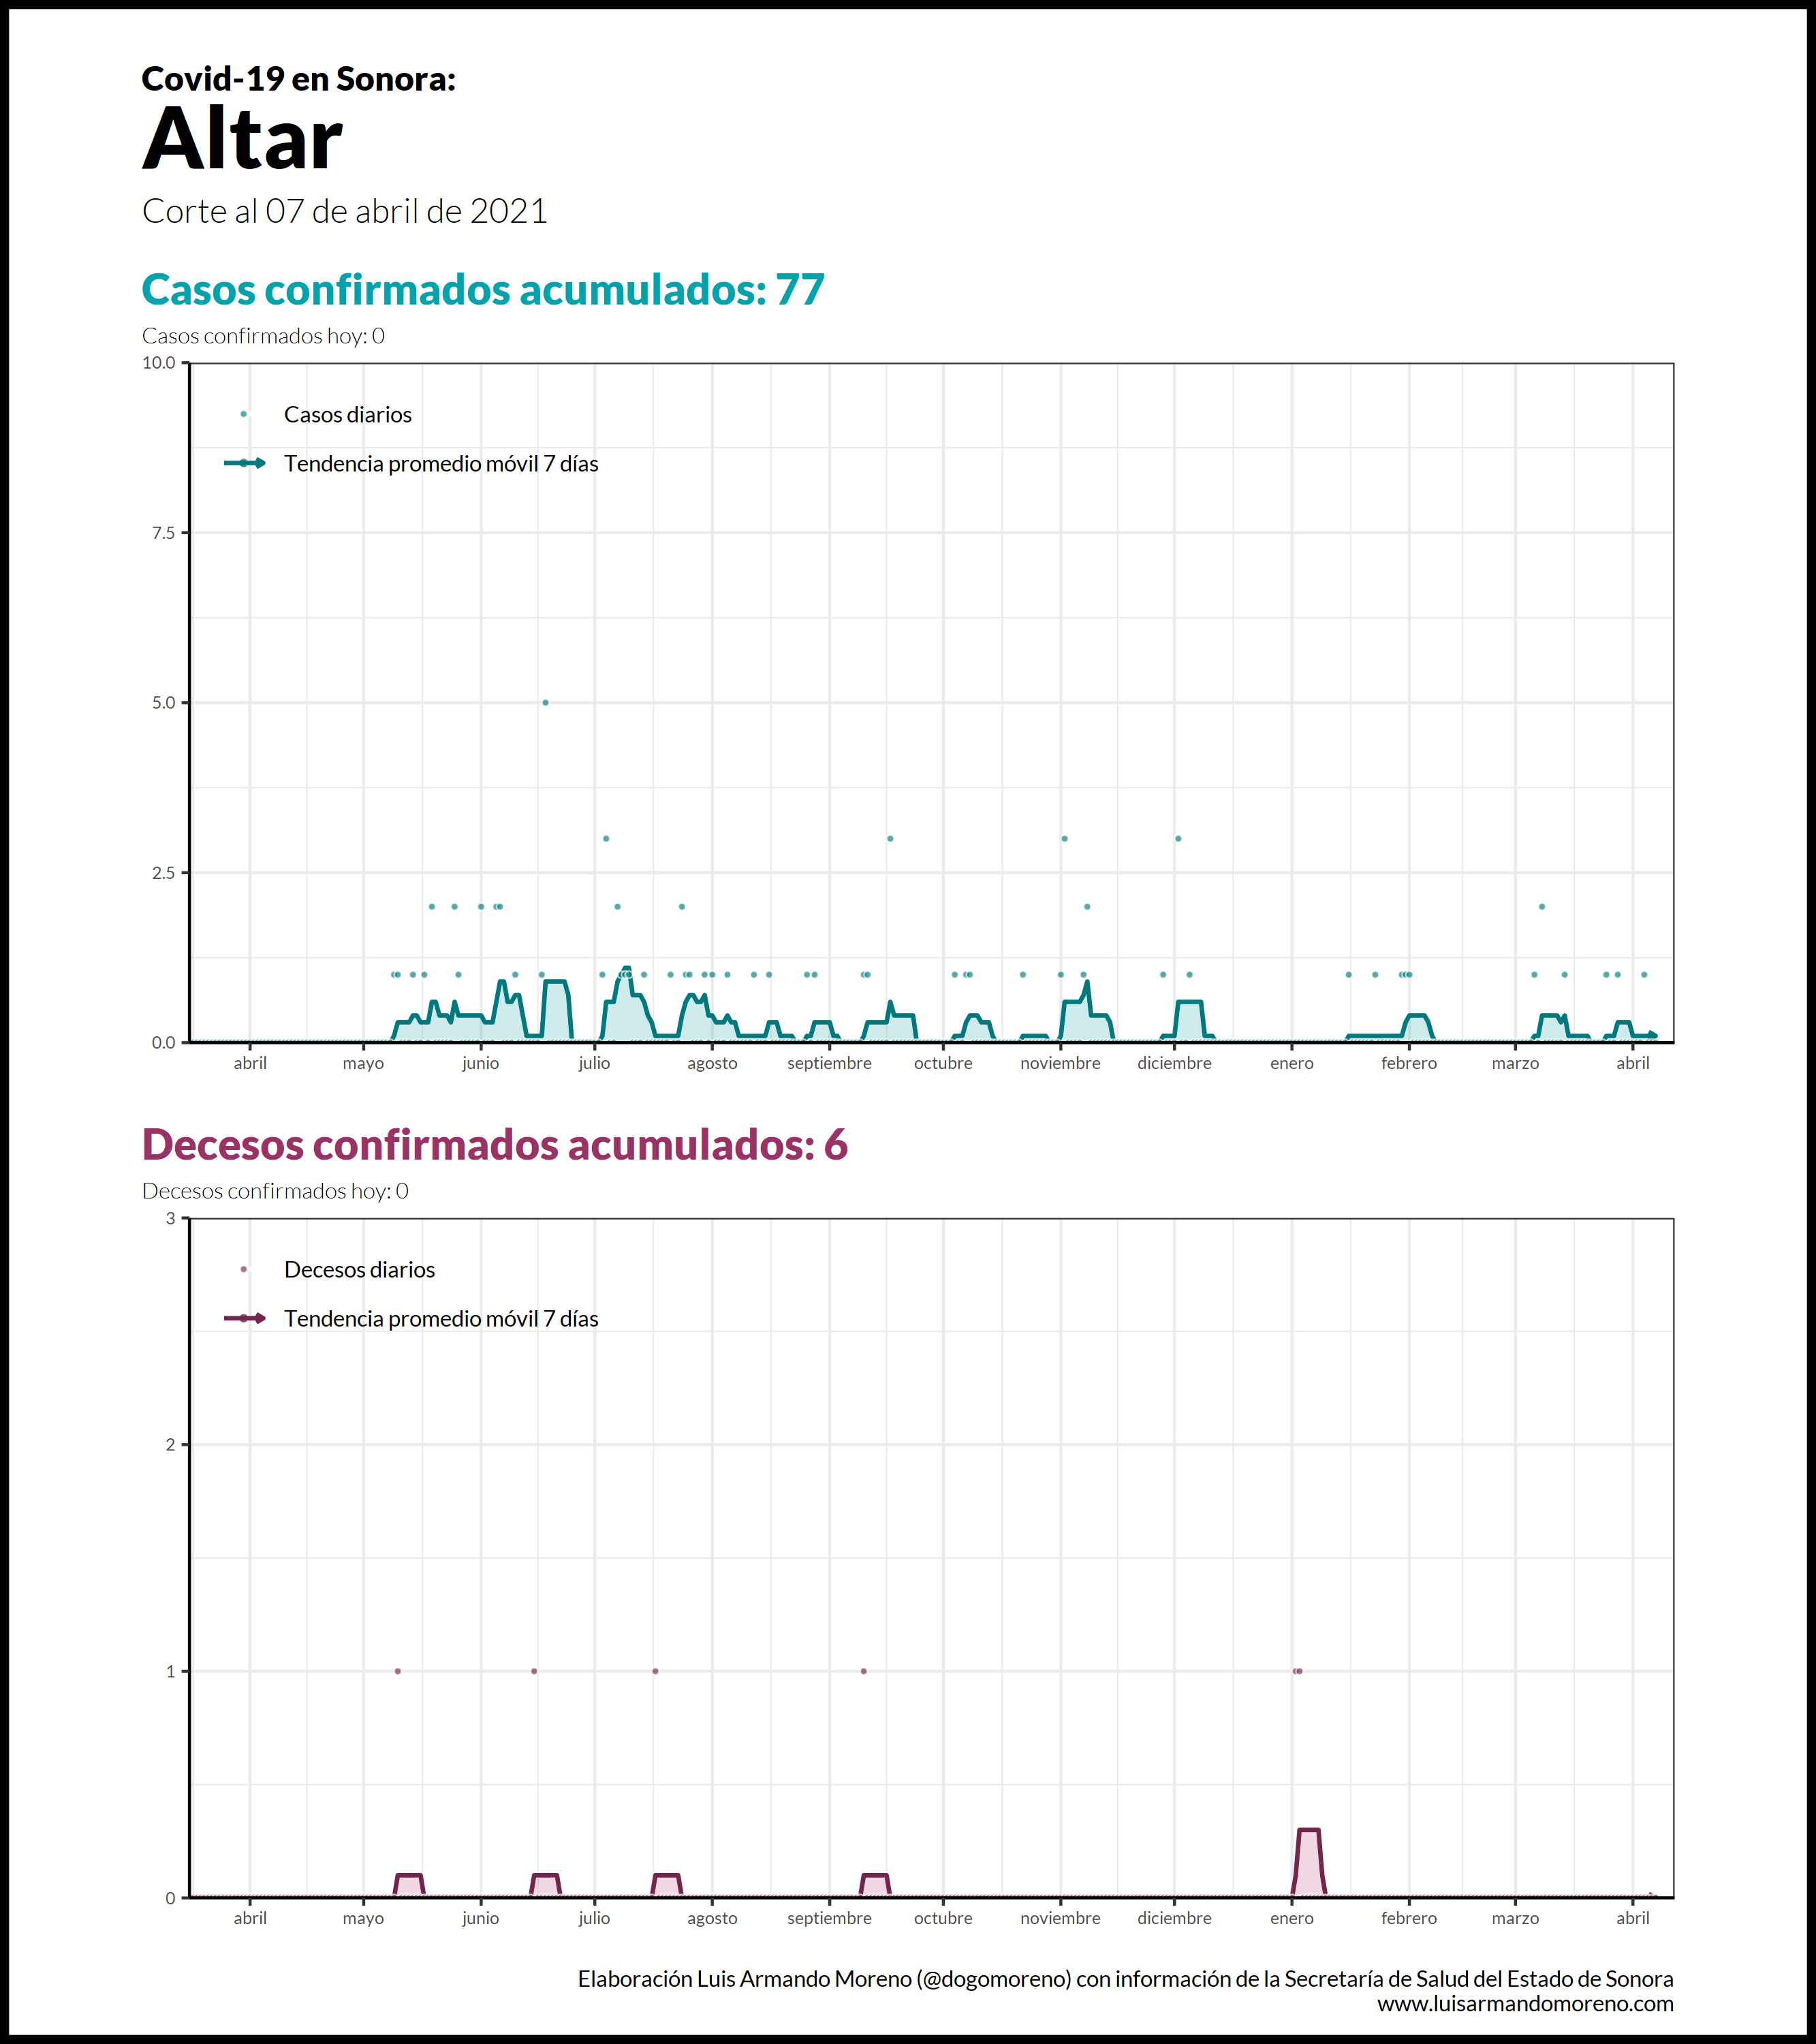 Covid-19 en Sonora:
Altar
Corte al 07 de abril de 2021
Casos confirmados acumulados: 77
Casos confirmados hoy: 0
10.0
Casos diarios
Tendencia promedio móvil 7 días
7.5
5.0
2.5
0.0
abril mayo junio julio agosto septiembre octubre noviembre diciembre enero febrero marzo abril
Decesos confirmados acumulados: 6
Decesos confirmados hoy: 0
3
Decesos diarios
Tendencia promedio móvil 7 días
2
1
0
abril mayo junio julio agosto septiembre octubre noviembre diciembre enero febrero marzo abril
Elaboración Luis Armando Moreno (@dogomoreno) con información de la Secretaría de Salud del Estado de Sonora
www.luisarmandomoreno.com